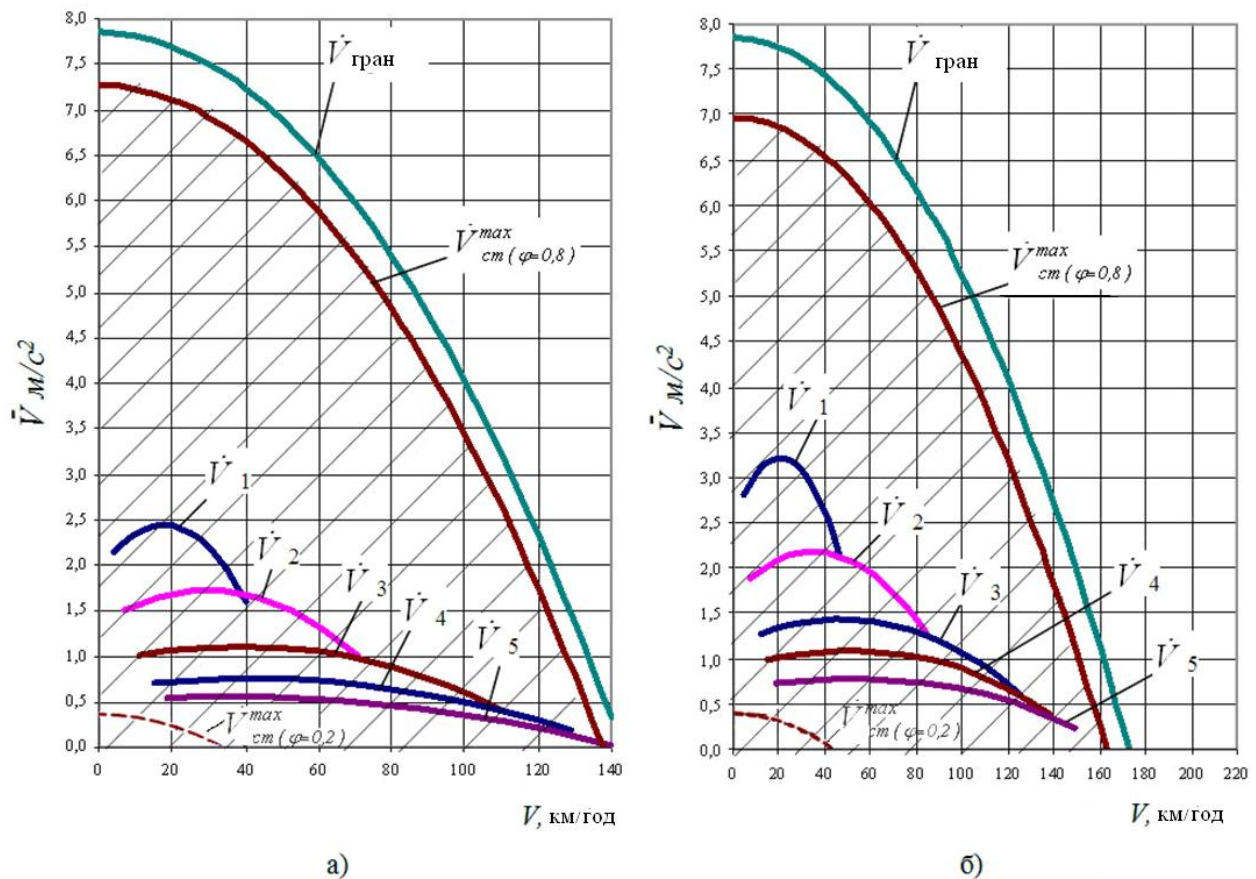 8,0
7,5
7,0
6,5
6,0
5,5
5,0
4,5
4,0
3,5
3,0
2,5
2,0
1,5
1,0
0,5
0,0
0 20 40 60 80 100 120 140
V̄̇ м/с²
V, км/год
V̇ гран
V̇ max cm (φ=0,8)
V̇ 1
V̇ 2
V̇ 3
V̇ 4
V̇ 5
V̇ max cm (φ=0,2)
а)
8,0
7,5
7,0
6,5
6,0
5,5
5,0
4,5
4,0
3,5
3,0
2,5
2,0
1,5
1,0
0,5
0,0
0 20 40 60 80 100 120 140 160 180 200 220
V̄̇ м/с²
V, км/год
V̇ гран
V̇ max cm (φ=0,8)
V̇ 1
V̇ 2
V̇ 3
V̇ 4
V̇ 5
V̇ max cm (φ=0,2)
б)